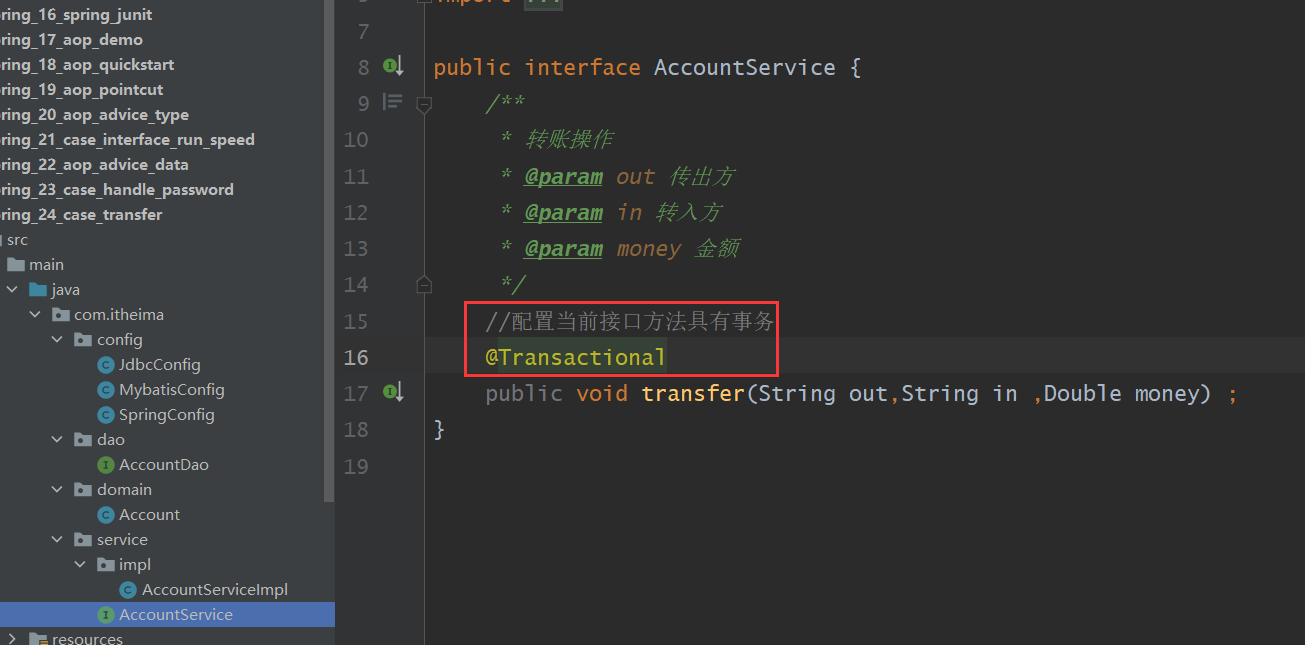 ring_16_spring_junit
ring_17_aop_demo
ring_18_aop_quickstart
ring_19_aop_pointcut
ring_20_aop_advice_type
ring_21_case_interface_run_speed
ring_22_aop_advice_data
ring_23_case_handle_password
ring_24_case_transfer
src
main
java
com.itheima
config
JdbcConfig
MybatisConfig
SpringConfig
dao
AccountDao
domain
Account
service
impl
AccountServiceImpl
AccountService
resources
import ...
7
8 public interface AccountService {
9 /**
10 * 转账操作
11 * @param out 传出方
12 * @param in 转入方
13 * @param money 金额
14 */
15 //配置当前接口方法具有事务
16 @Transactional
17 public void transfer(String out,String in ,Double money) ;
18 }
19